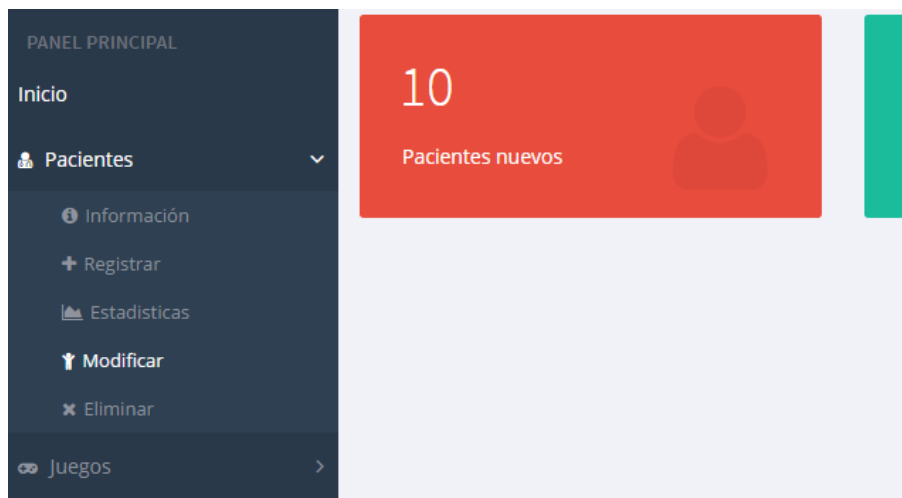 PANEL PRINCIPAL
Inicio
Pacientes
Información
Registrar
Estadisticas
Modificar
Eliminar
Juegos
10
Pacientes nuevos